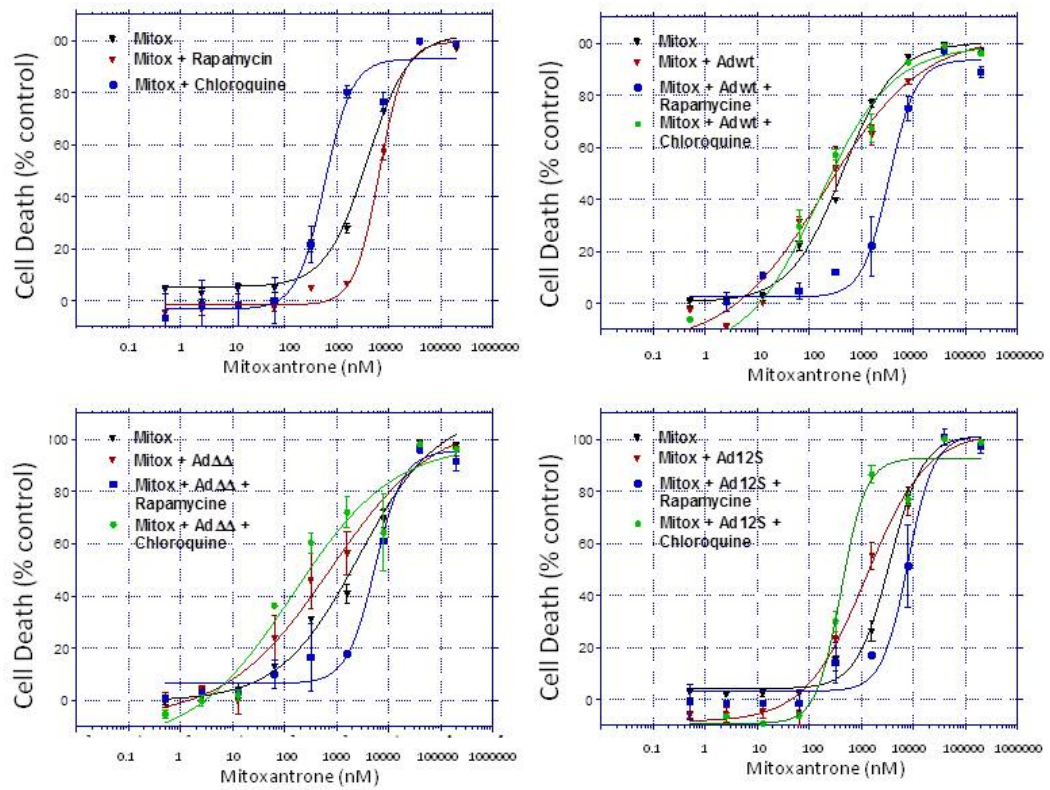 Cell Death (% control)
00
80
60
40
20
0
Mitox
Mitox + Rapamycin
Mitox + Chloroquine
0.1 1 10 100 1000 10000 100000 1000000
Mitoxantrone (nM)
Cell Death (% control)
00
80
60
40
20
0
Mitox
Mitox + Adwt
Mitox + Adwt +
Rapamycine
Mitox + Adwt +
Chloroquine
0.1 1 10 100 1000 10000 100000 1000000
Mitoxantrone (nM)
Cell Death (% control)
100
80
60
40
20
0
Mitox
Mitox + AdΔΔ
Mitox + AdΔΔ +
Rapamycine
Mitox + AdΔΔ +
Chloroquine
0.1 1 10 100 1000 10000 100000 1000000
Mitoxantrone (nM)
Cell Death (% control)
100
80
60
40
20
0
Mitox
Mitox + Ad12S
Mitox + Ad12S +
Rapamycine
Mitox + Ad12S +
Chloroquine
0.1 1 10 100 1000 10000 100000 1000000
Mitoxantrone (nM)